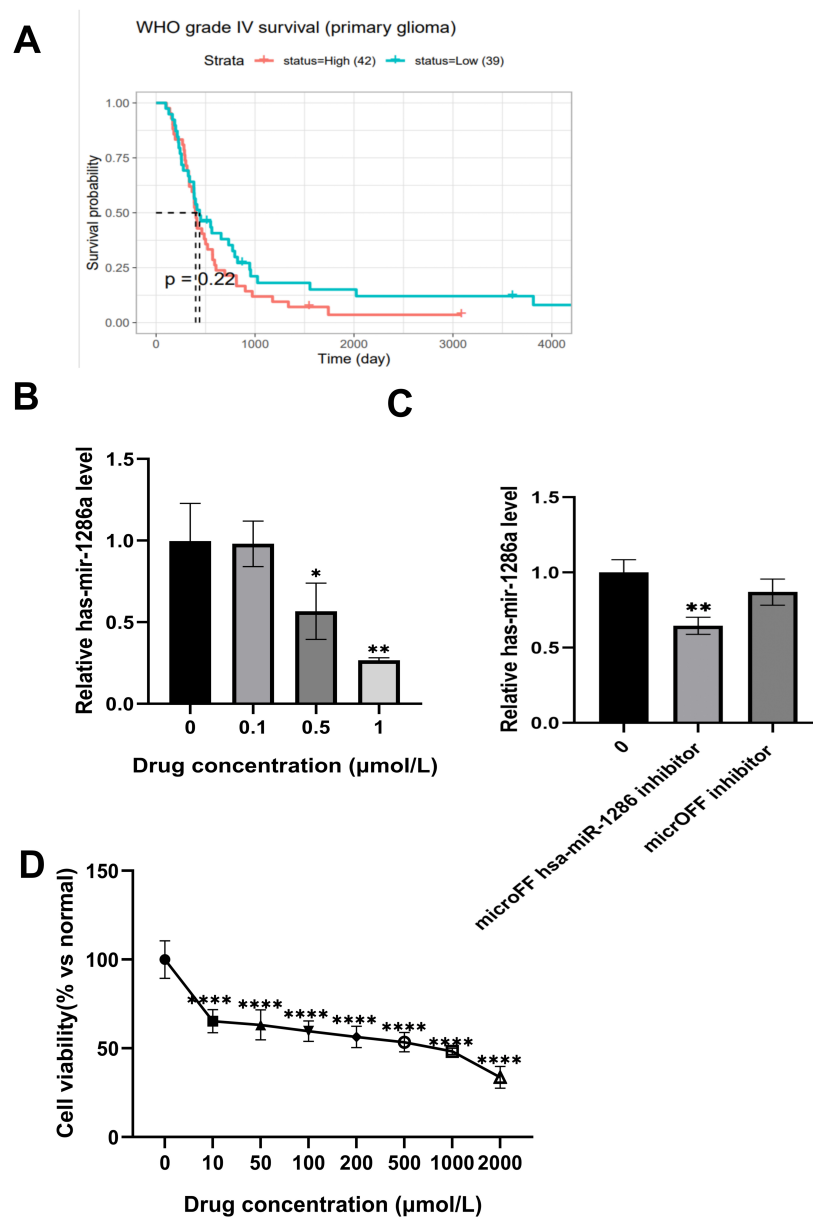 A
WHO grade IV survival (primary glioma)
Strata status=High (42) status=Low (39)
Survival probability
1.00
0.75
0.50
0.25
0.00
p = 0.22
0 1000 2000 3000 4000
Time (day)
B
Relative has-mir-1286a level
1.5
1.0
0.5
0.0
*
**
0 0.1 0.5 1
Drug concentration (μmol/L)
C
Relative has-mir-1286a level
1.5
1.0
0.5
0.0
**
0
microFF hsa-miR-1286 inhibitor
micrOFF inhibitor
D
Cell viability(% vs normal)
150
100
50
0
**** **** **** **** **** **** ****
0 10 50 100 200 500 1000 2000
Drug concentration (μmol/L)